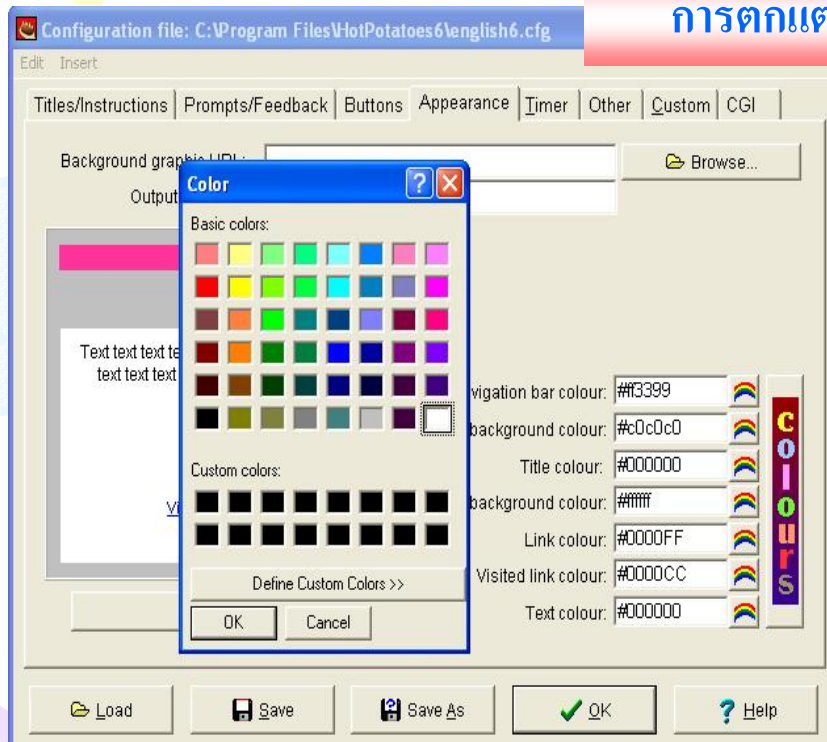 การตกแต
Configuration file: C:\Program Files\HotPotatoes6\english6.cfg
Edit Insert
Titles/Instructions Prompts/Feedback Buttons Appearance Timer Other Custom CGI
Background graphic URL: Browse...
Output
Color
Basic colors:
Text text text te
text text text
vigation bar colour: #ff3399
background colour: #c0c0c0
Title colour: #000000
Custom colors:
background colour: #ffffff
Vi
Link colour: #0000FF
Define Custom Colors >>
Visited link colour: #0000CC
OK Cancel
Text colour: #000000
colours
Load Save Save As OK Help